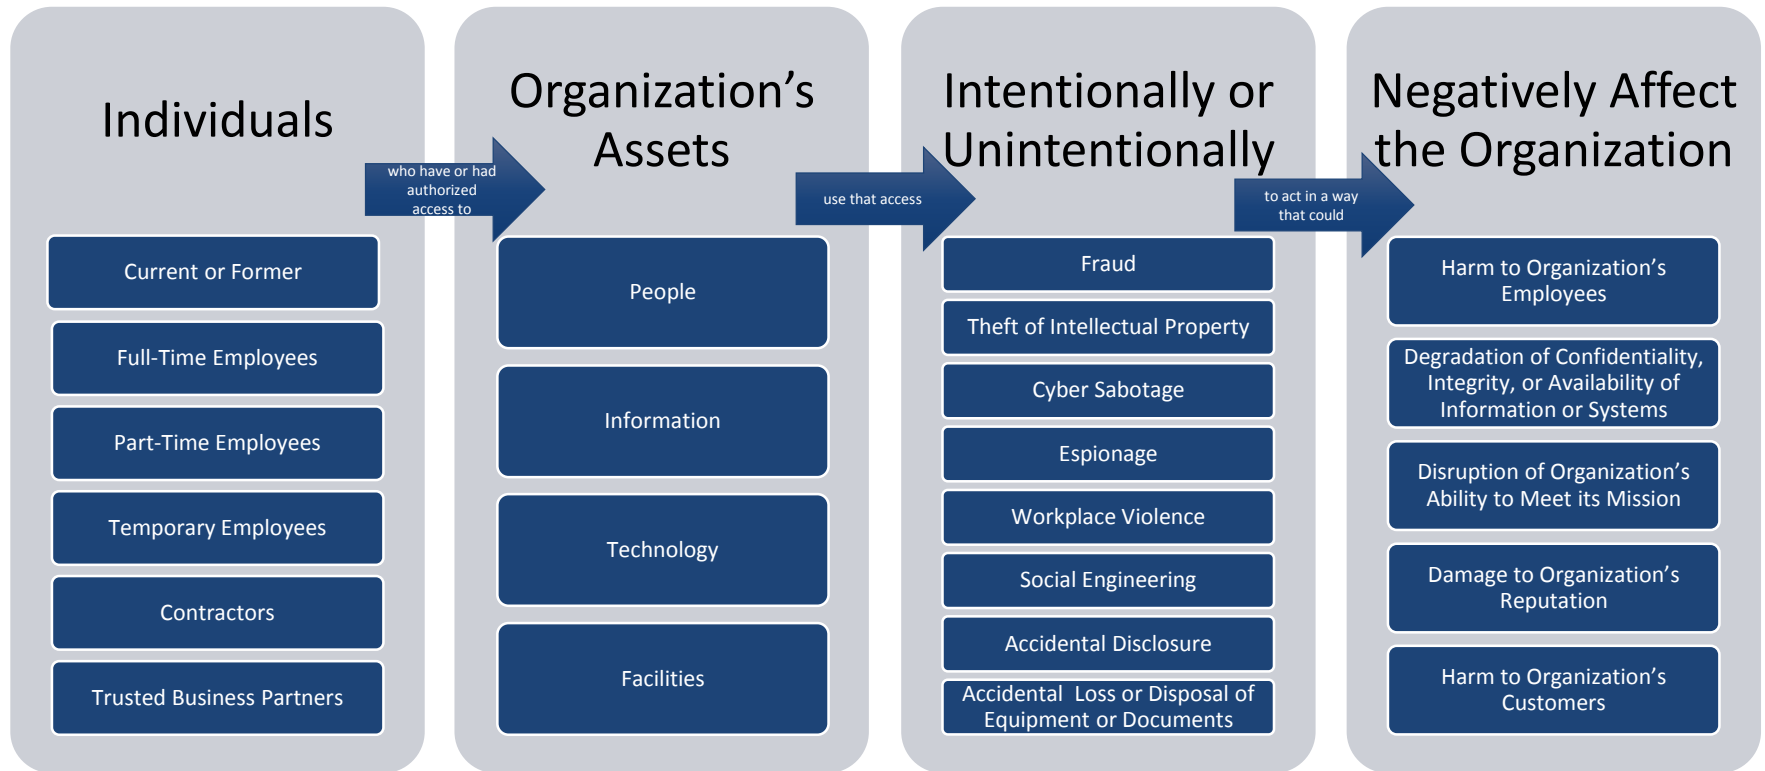 Individuals
Current or Former
Full-Time Employees
Part-Time Employees
Temporary Employees
Contractors
Trusted Business Partners
who have or had
authorized
access to
Organization’s
Assets
People
Information
Technology
Facilities
use that access
Intentionally or
Unintentionally
Fraud
Theft of Intellectual Property
Cyber Sabotage
Espionage
Workplace Violence
Social Engineering
Accidental Disclosure
Accidental Loss or Disposal of
Equipment or Documents
to act in a way
that could
Negatively Affect
the Organization
Harm to Organization’s
Employees
Degradation of Confidentiality,
Integrity, or Availability of
Information or Systems
Disruption of Organization’s
Ability to Meet its Mission
Damage to Organization’s
Reputation
Harm to Organization’s
Customers